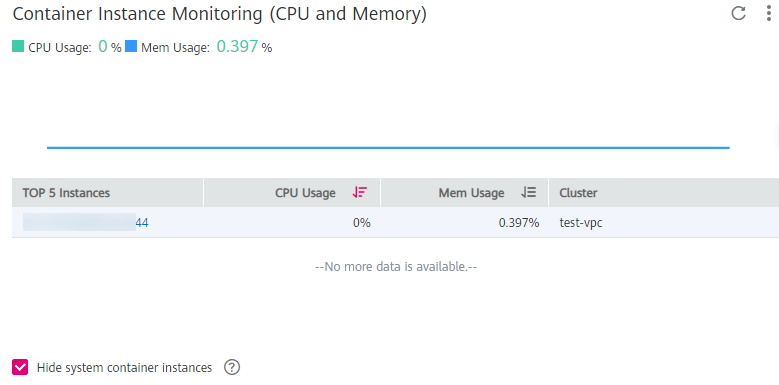 Container Instance Monitoring (CPU and Memory)
CPU Usage: 0 % Mem Usage: 0.397 %
TOP 5 Instances CPU Usage Mem Usage Cluster
44 0% 0.397% test-vpc
--No more data is available.--
Hide system container instances ?